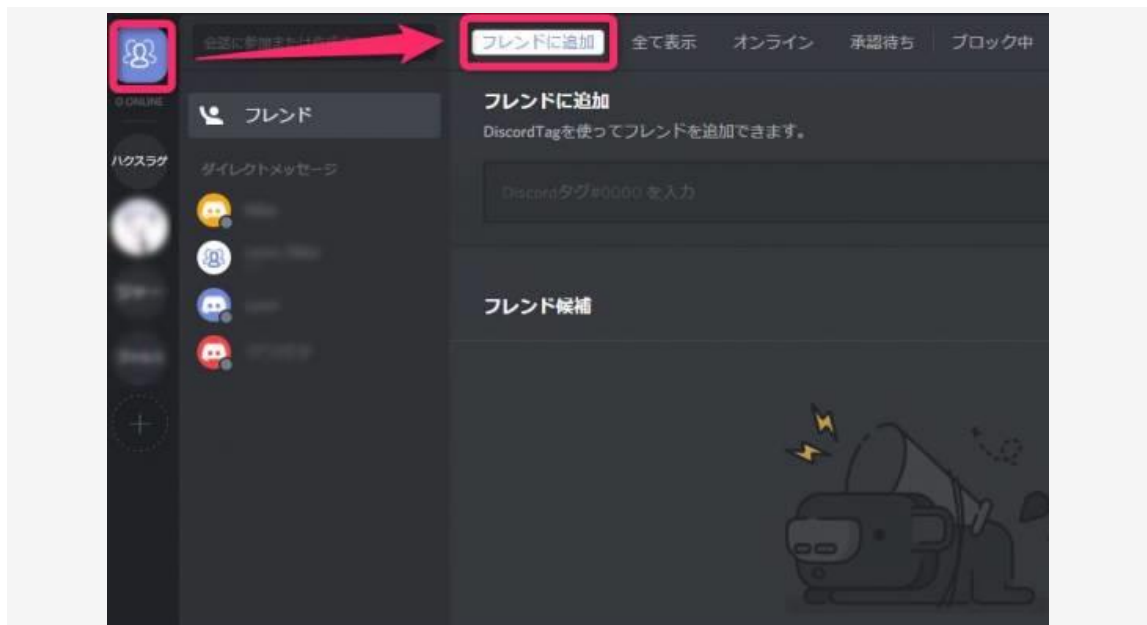 フレンドに追加 全て表示 オンライン 承認待ち ブロック中
0 ONLINE
フレンド
フレンドに追加
DiscordTagを使ってフレンドを追加できます。
ハクスラゲ
ダイレクトメッセージ
Discordタグ#0000 を入力
フレンド候補